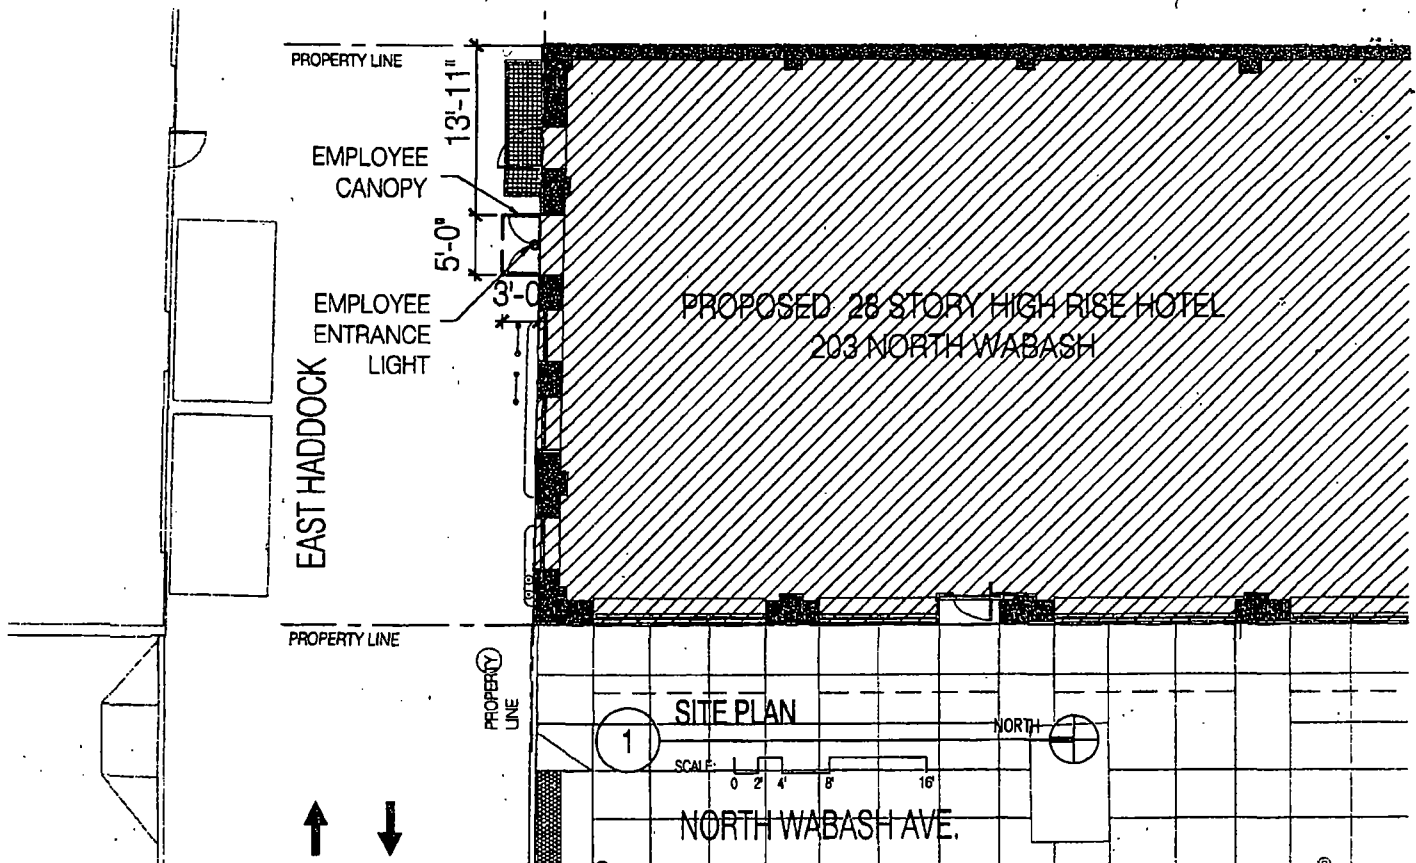 PROPERTY LINE
13'-11"
EMPLOYEE
CANOPY
5'-0"
3'-0
EMPLOYEE
ENTRANCE
LIGHT
PROPOSED 28 STORY HIGH RISE HOTEL
203 NORTH WABASH
EAST HADDOCK
PROPERTY LINE
PROPERTY
LINE
SITE PLAN
1
NORTH
SCALE:
0 2' 4' 8' 16'
NORTH WABASH AVE.